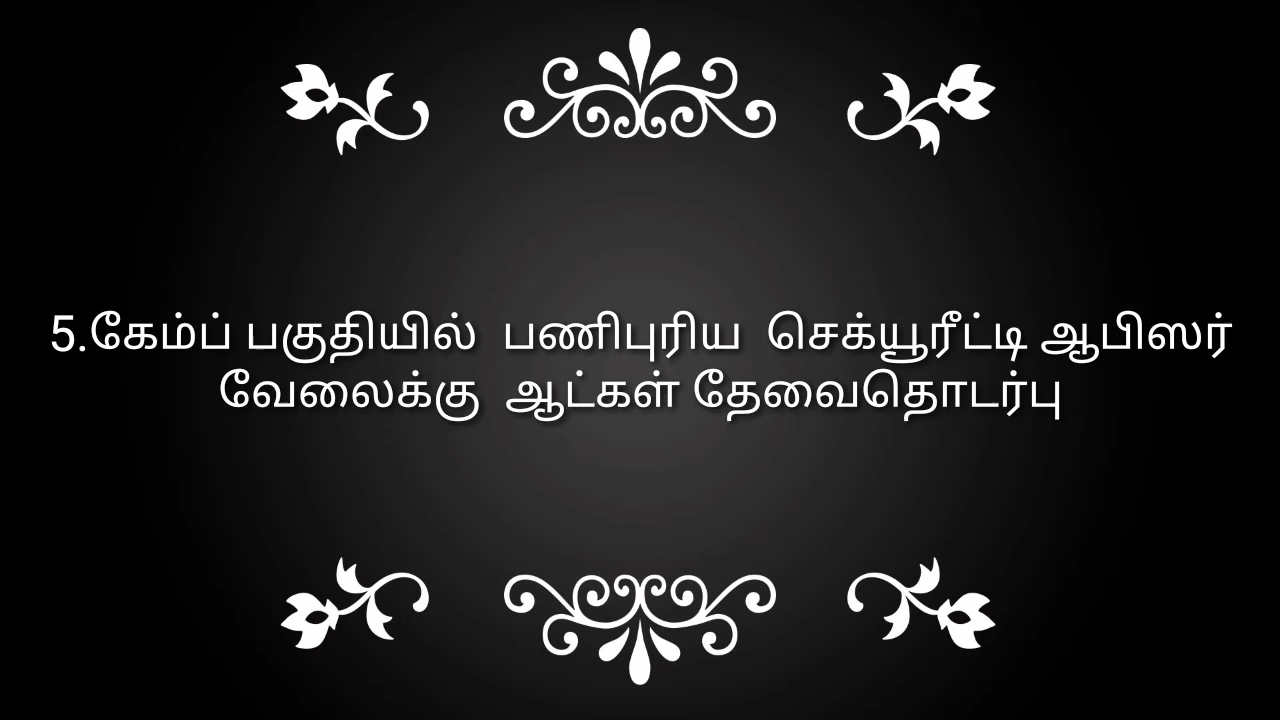 5.கேம்ப் பகுதியில் பணிபுரிய செக்யூரீட்டி ஆபிஸர்
வேலைக்கு ஆட்கள் தேவைதொடர்பு